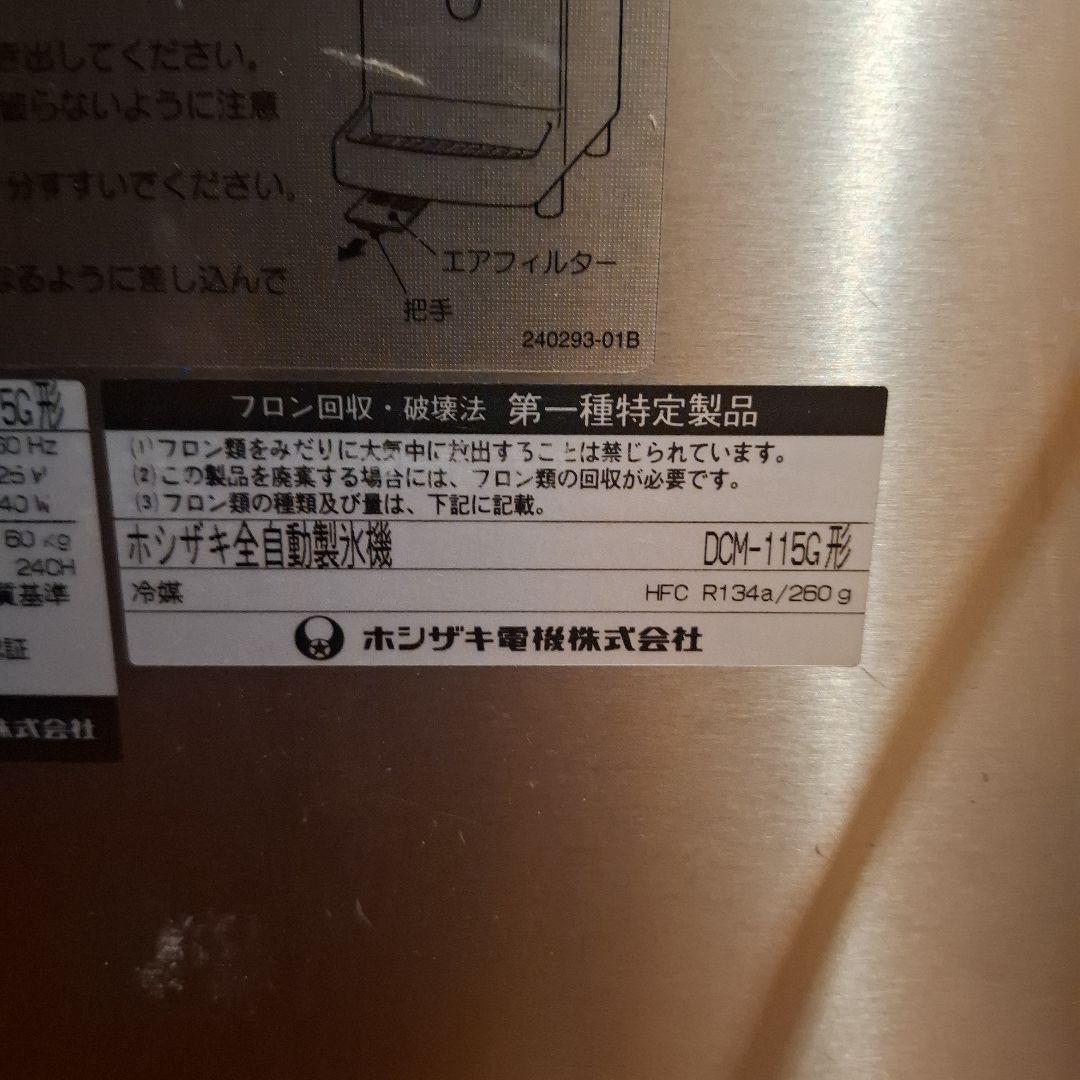 き出してください。
破らないように注意
分すすいでください。
なるように差し込んで
エアフィルター
把手
240293-01B
5G形
60 Hz
40 W
60 kg
240H
質基準
証
株式会社
フロン回収・破壊法 第一種特定製品
(1)フロン類をみだりに大気中に放出することは禁じられています。
(2)この製品を廃棄する場合には、フロン類の回収が必要です。
(3)フロン類の種類及び量は、下記に記載。
ホシザキ全自動製氷機 DCM-115G形
冷媒 HFC R134a/260g
ホシザキ電機株式会社